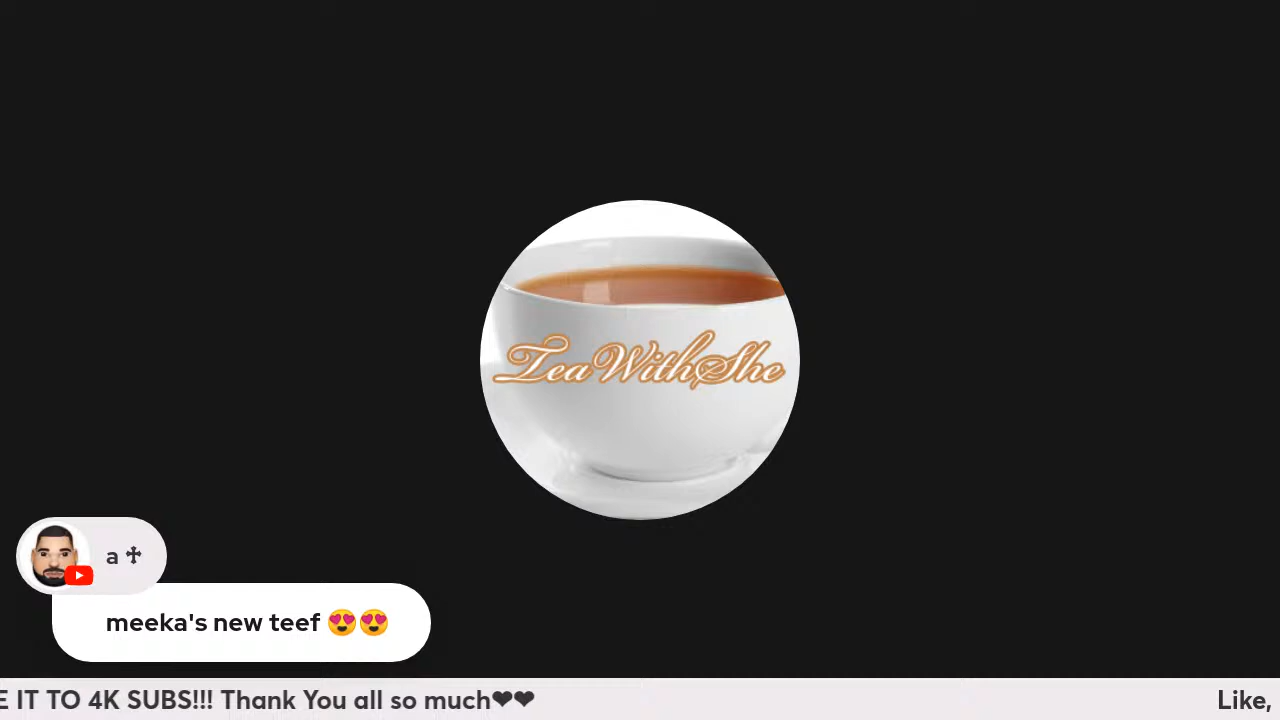 TeaWithShe
a ✝
meeka's new teef 😍😍
E IT TO 4K SUBS!!! Thank You all so much❤❤ Like,